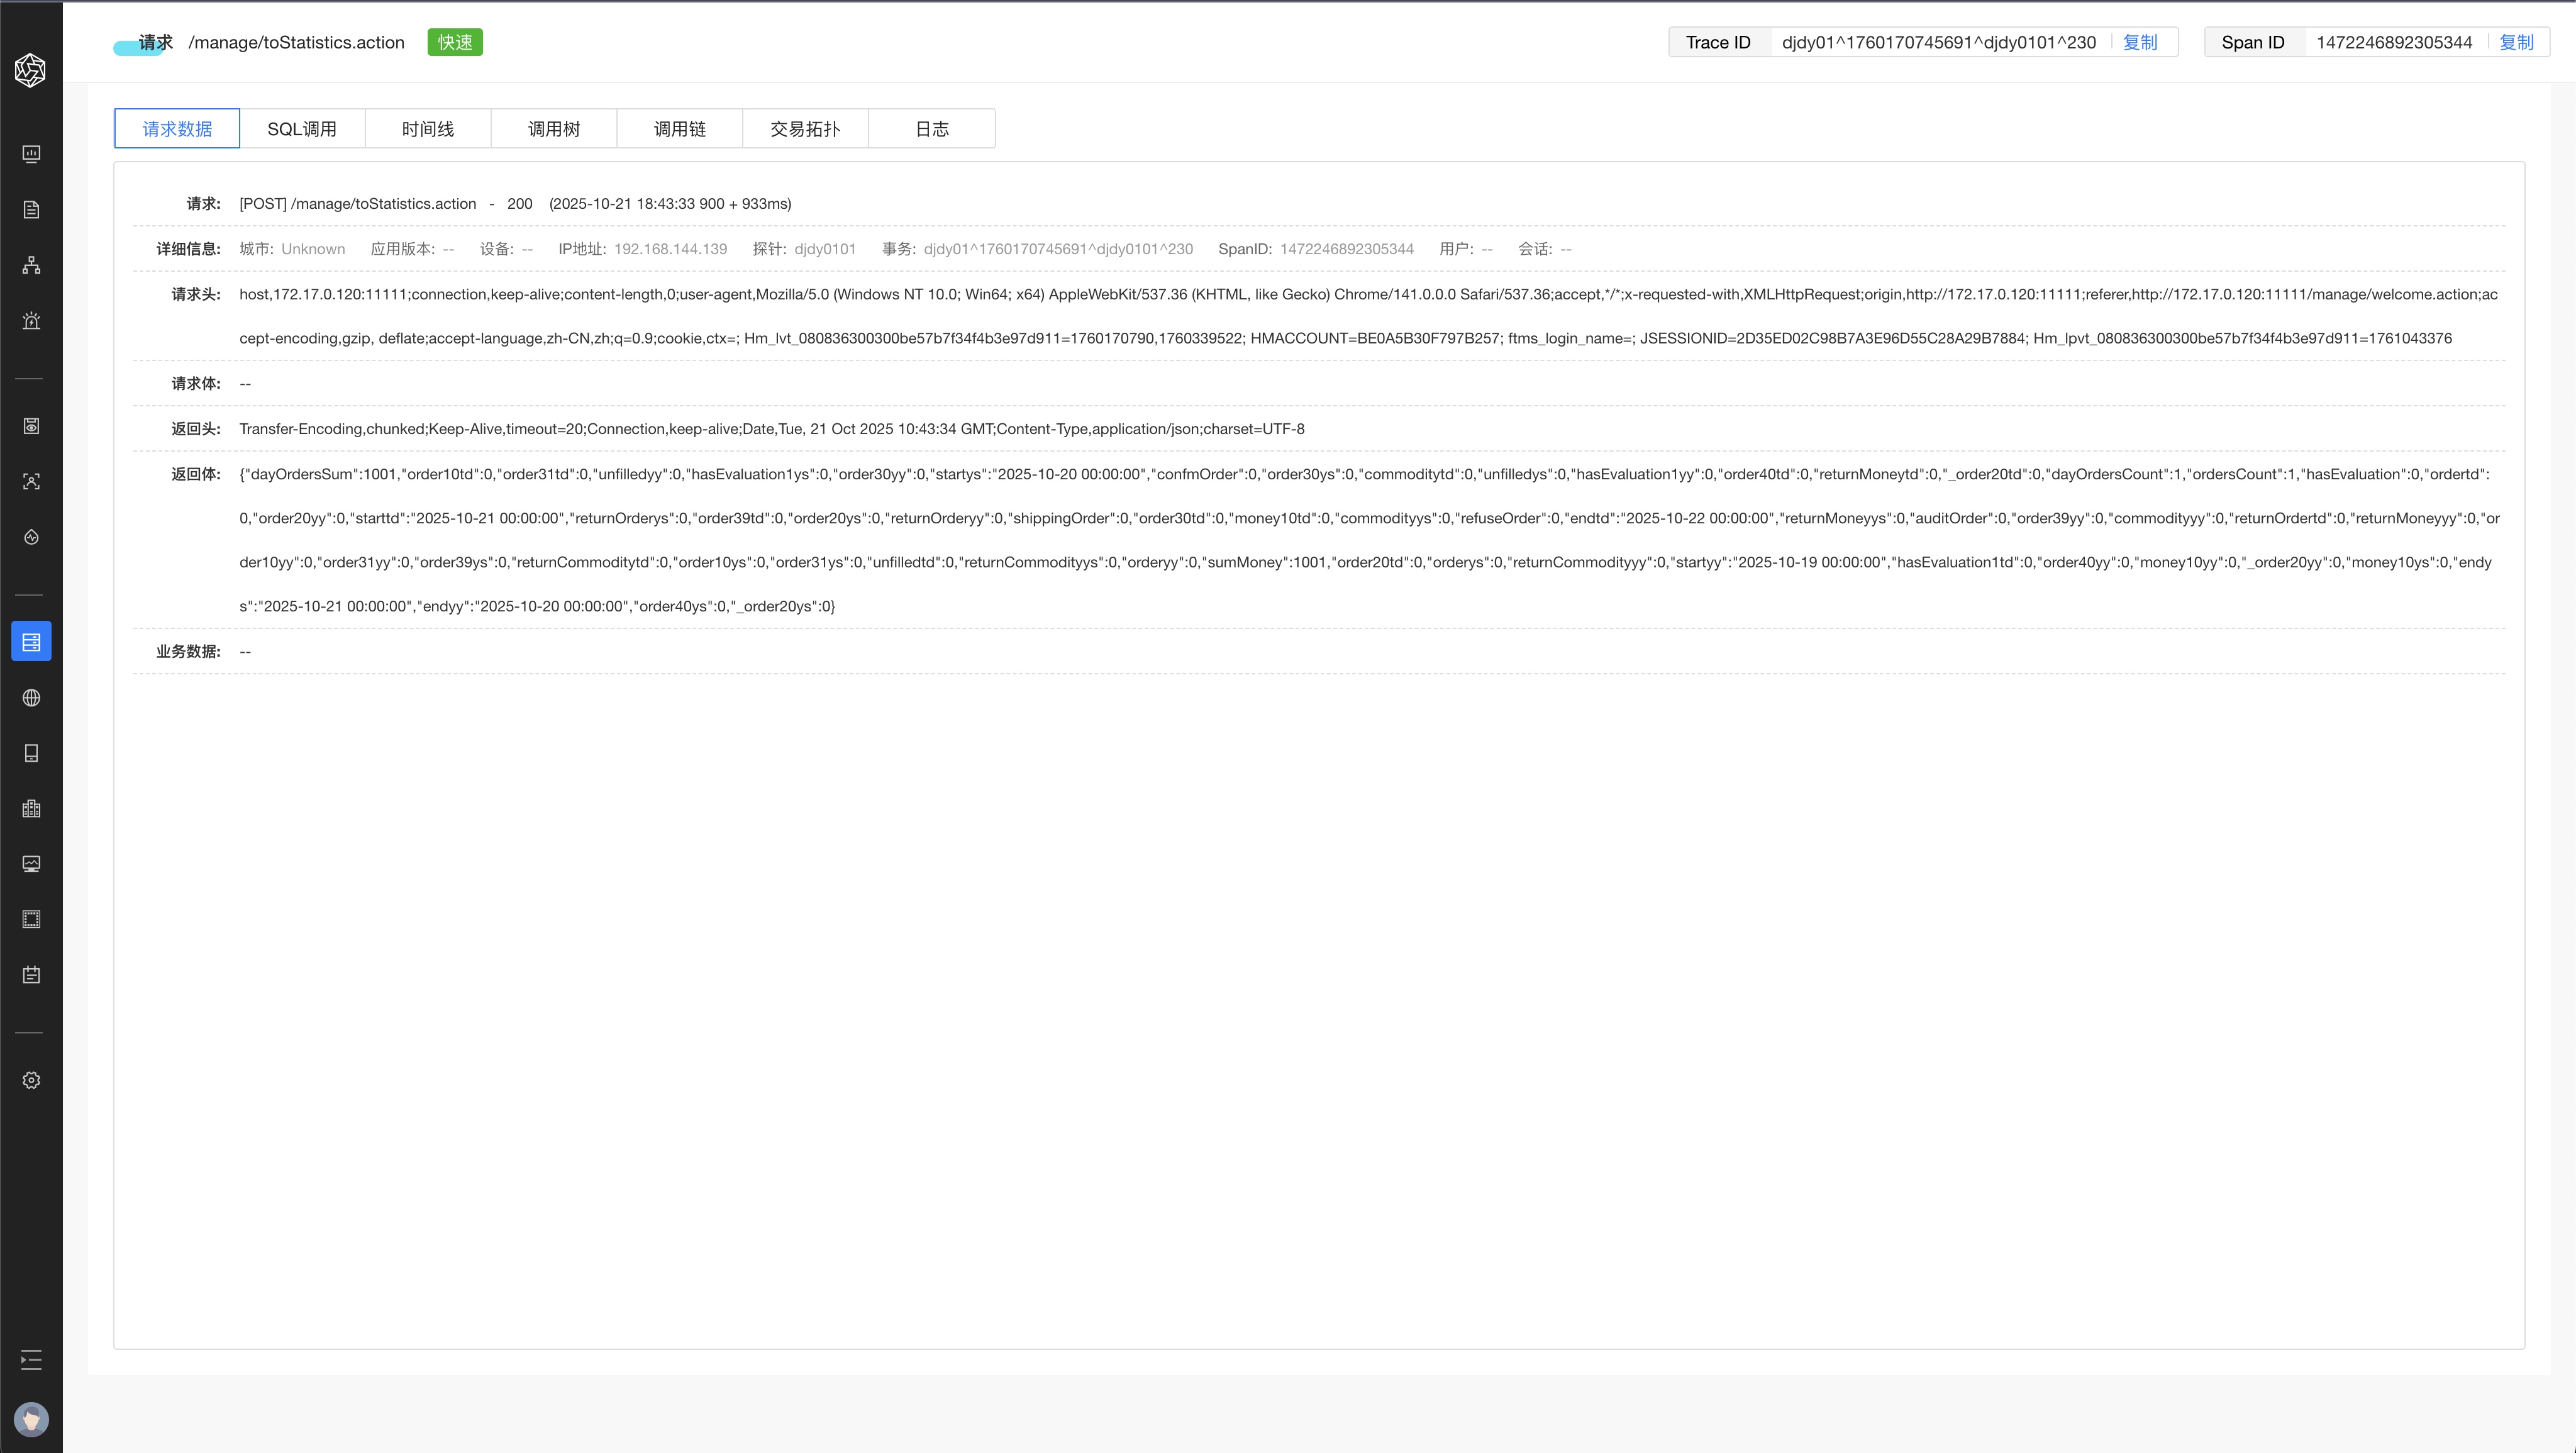 请求 /manage/toStatistics.action 快速 Trace ID djdy01^1760170745691^djdy0101^230 复制 Span ID 1472246892305344 复制
请求数据 SQL调用 时间线 调用树 调用链 交易拓扑 日志
请求: [POST] /manage/toStatistics.action - 200 (2025-10-21 18:43:33 900 + 933ms)
详细信息: 城市: Unknown 应用版本: -- 设备: -- IP地址: 192.168.144.139 探针: djdy0101 事务: djdy01^1760170745691^djdy0101^230 SpanID: 1472246892305344 用户: -- 会话: --
请求头: host,172.17.0.120:11111;connection,keep-alive;content-length,0;user-agent,Mozilla/5.0 (Windows NT 10.0; Win64; x64) AppleWebKit/537.36 (KHTML, like Gecko) Chrome/141.0.0.0 Safari/537.36;accept,*/*;x-requested-with,XMLHttpRequest;origin,http://172.17.0.120:11111;referer,http://172.17.0.120:11111/manage/welcome.action;ac
cept-encoding,gzip, deflate;accept-language,zh-CN,zh;q=0.9;cookie,ctx=; Hm_lvt_080836300300be57b7f34f4b3e97d911=1760170790,1760339522; HMACCOUNT=BE0A5B30F797B257; ftms_login_name=; JSESSIONID=2D35ED02C98B7A3E96D55C28A29B7884; Hm_lpvt_080836300300be57b7f34f4b3e97d911=1761043376
请求体: --
返回头: Transfer-Encoding,chunked;Keep-Alive,timeout=20;Connection,keep-alive;Date,Tue, 21 Oct 2025 10:43:34 GMT;Content-Type,application/json;charset=UTF-8
返回体: {"dayOrdersSum":1001,"order10td":0,"order31td":0,"unfilledyy":0,"hasEvaluation1ys":0,"order30yy":0,"startys":"2025-10-20 00:00:00","confmOrder":0,"order30ys":0,"commoditytd":0,"unfilledys":0,"hasEvaluation1yy":0,"order40td":0,"returnMoneytd":0,"_order20td":0,"dayOrdersCount":1,"ordersCount":1,"hasEvaluation":0,"ordertd":
0,"order20yy":0,"starttd":"2025-10-21 00:00:00","returnOrderys":0,"order39td":0,"order20ys":0,"returnOrderyy":0,"shippingOrder":0,"order30td":0,"money10td":0,"commodityys":0,"refuseOrder":0,"endtd":"2025-10-22 00:00:00","returnMoneyys":0,"auditOrder":0,"order39yy":0,"commodityyy":0,"returnOrdertd":0,"returnMoneyyy":0,"or
der10yy":0,"order31yy":0,"order39ys":0,"returnCommoditytd":0,"order10ys":0,"order31ys":0,"unfilledtd":0,"returnCommodityys":0,"orderyy":0,"sumMoney":1001,"order20td":0,"orderys":0,"returnCommodityyy":0,"startyy":"2025-10-19 00:00:00","hasEvaluation1td":0,"order40yy":0,"money10yy":0,"_order20yy":0,"money10ys":0,"endy
s":"2025-10-21 00:00:00","endyy":"2025-10-20 00:00:00","order40ys":0,"_order20ys":0}
业务数据: --